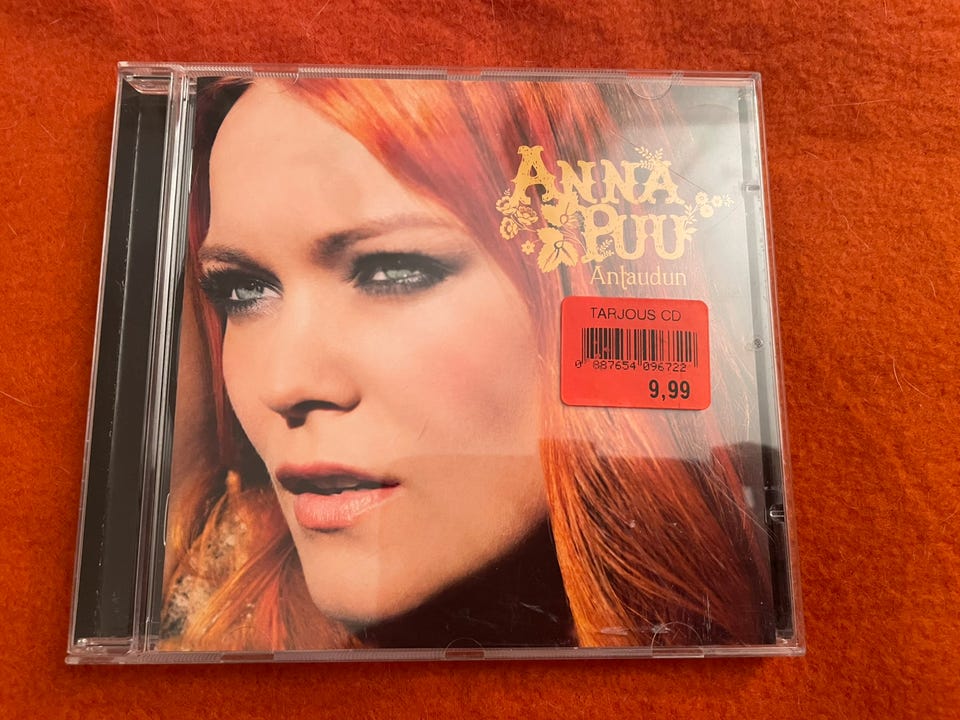 ANNA
PUU
Antaudun
TARJOUS CD
0 887654 096722
9,99